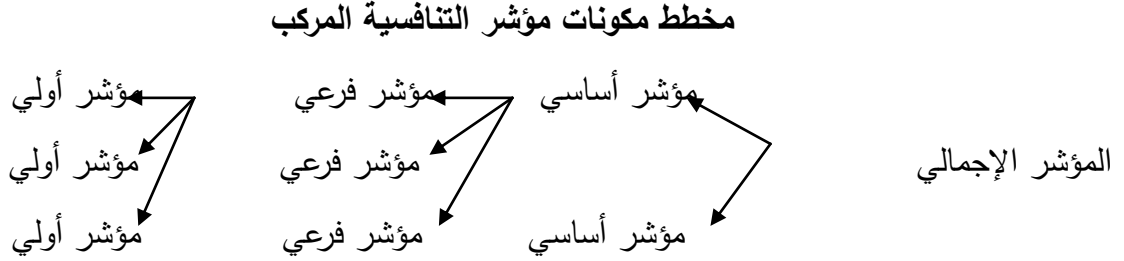 مخطط مكونات مؤشر التنافسية المركب
مؤشر أساسي مؤشر فرعي مؤشر أولي
المؤشر الإجمالي مؤشر فرعي مؤشر أولي
مؤشر أساسي مؤشر فرعي مؤشر أولي